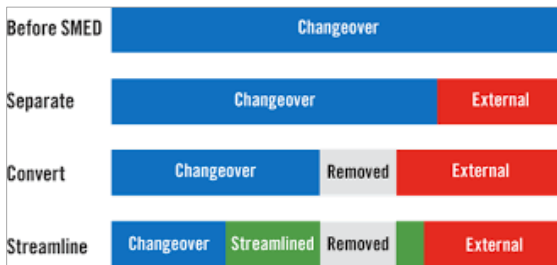 Before SMED Changeover
Separate Changeover External
Convert Changeover Removed External
Streamline Changeover Streamlined Removed External